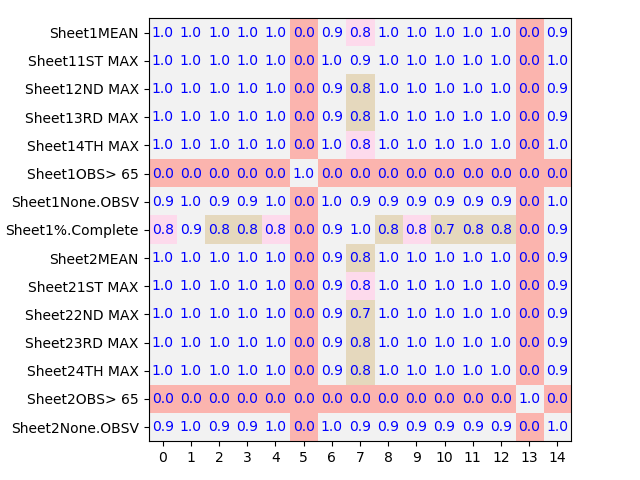 Sheet1MEAN 1.0 1.0 1.0 1.0 1.0 0.0 0.9 0.8 1.0 1.0 1.0 1.0 1.0 0.0 0.9
Sheet11ST MAX 1.0 1.0 1.0 1.0 1.0 0.0 1.0 0.9 1.0 1.0 1.0 1.0 1.0 0.0 1.0
Sheet12ND MAX 1.0 1.0 1.0 1.0 1.0 0.0 0.9 0.8 1.0 1.0 1.0 1.0 1.0 0.0 0.9
Sheet13RD MAX 1.0 1.0 1.0 1.0 1.0 0.0 0.9 0.8 1.0 1.0 1.0 1.0 1.0 0.0 0.9
Sheet14TH MAX 1.0 1.0 1.0 1.0 1.0 0.0 1.0 0.8 1.0 1.0 1.0 1.0 1.0 0.0 1.0
Sheet1OBS> 65 0.0 0.0 0.0 0.0 0.0 1.0 0.0 0.0 0.0 0.0 0.0 0.0 0.0 0.0 0.0
Sheet1None.OBSV 0.9 1.0 0.9 0.9 1.0 0.0 1.0 0.9 0.9 0.9 0.9 0.9 0.9 0.0 1.0
Sheet1%.Complete 0.8 0.9 0.8 0.8 0.8 0.0 0.9 1.0 0.8 0.8 0.7 0.8 0.8 0.0 0.9
Sheet2MEAN 1.0 1.0 1.0 1.0 1.0 0.0 0.9 0.8 1.0 1.0 1.0 1.0 1.0 0.0 0.9
Sheet21ST MAX 1.0 1.0 1.0 1.0 1.0 0.0 0.9 0.8 1.0 1.0 1.0 1.0 1.0 0.0 0.9
Sheet22ND MAX 1.0 1.0 1.0 1.0 1.0 0.0 0.9 0.7 1.0 1.0 1.0 1.0 1.0 0.0 0.9
Sheet23RD MAX 1.0 1.0 1.0 1.0 1.0 0.0 0.9 0.8 1.0 1.0 1.0 1.0 1.0 0.0 0.9
Sheet24TH MAX 1.0 1.0 1.0 1.0 1.0 0.0 0.9 0.8 1.0 1.0 1.0 1.0 1.0 0.0 0.9
Sheet2OBS> 65 0.0 0.0 0.0 0.0 0.0 0.0 0.0 0.0 0.0 0.0 0.0 0.0 0.0 1.0 0.0
Sheet2None.OBSV 0.9 1.0 0.9 0.9 1.0 0.0 1.0 0.9 0.9 0.9 0.9 0.9 0.9 0.0 1.0
0 1 2 3 4 5 6 7 8 9 10 11 12 13 14